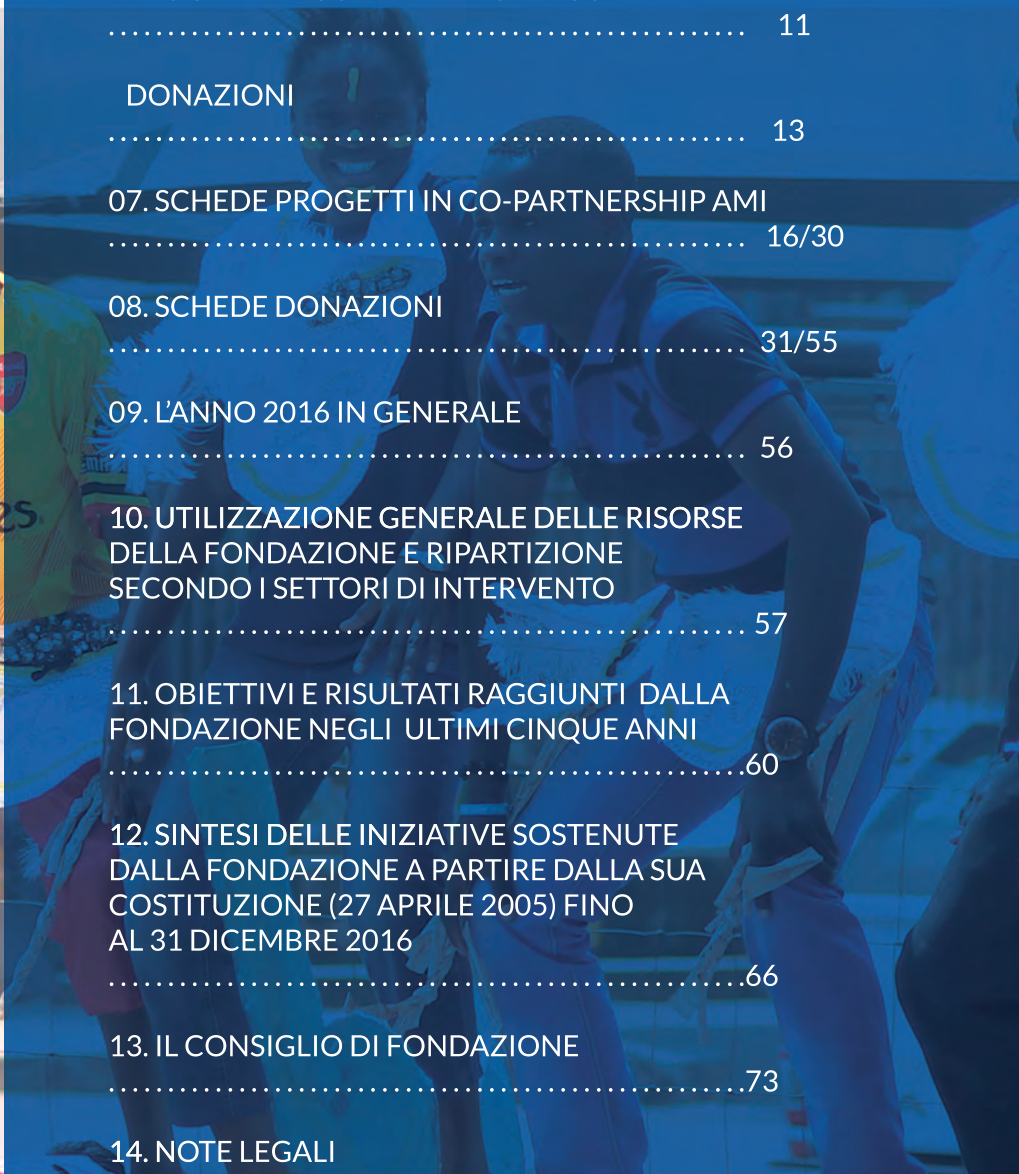 ........................................................ 11
DONAZIONI
........................................................ 13
07. SCHEDE PROGETTI IN CO-PARTNERSHIP AMI
........................................................ 16/30
08. SCHEDE DONAZIONI
........................................................ 31/55
09. L'ANNO 2016 IN GENERALE
........................................................ 56
10. UTILIZZAZIONE GENERALE DELLE RISORSE
DELLA FONDAZIONE E RIPARTIZIONE
SECONDO I SETTORI DI INTERVENTO
........................................................ 57
11. OBIETTIVI E RISULTATI RAGGIUNTI DALLA
FONDAZIONE NEGLI ULTIMI CINQUE ANNI
........................................................60
12. SINTESI DELLE INIZIATIVE SOSTENUTE
DALLA FONDAZIONE A PARTIRE DALLA SUA
COSTITUZIONE (27 APRILE 2005) FINO
AL 31 DICEMBRE 2016
........................................................66
13. IL CONSIGLIO DI FONDAZIONE
........................................................73
14. NOTE LEGALI